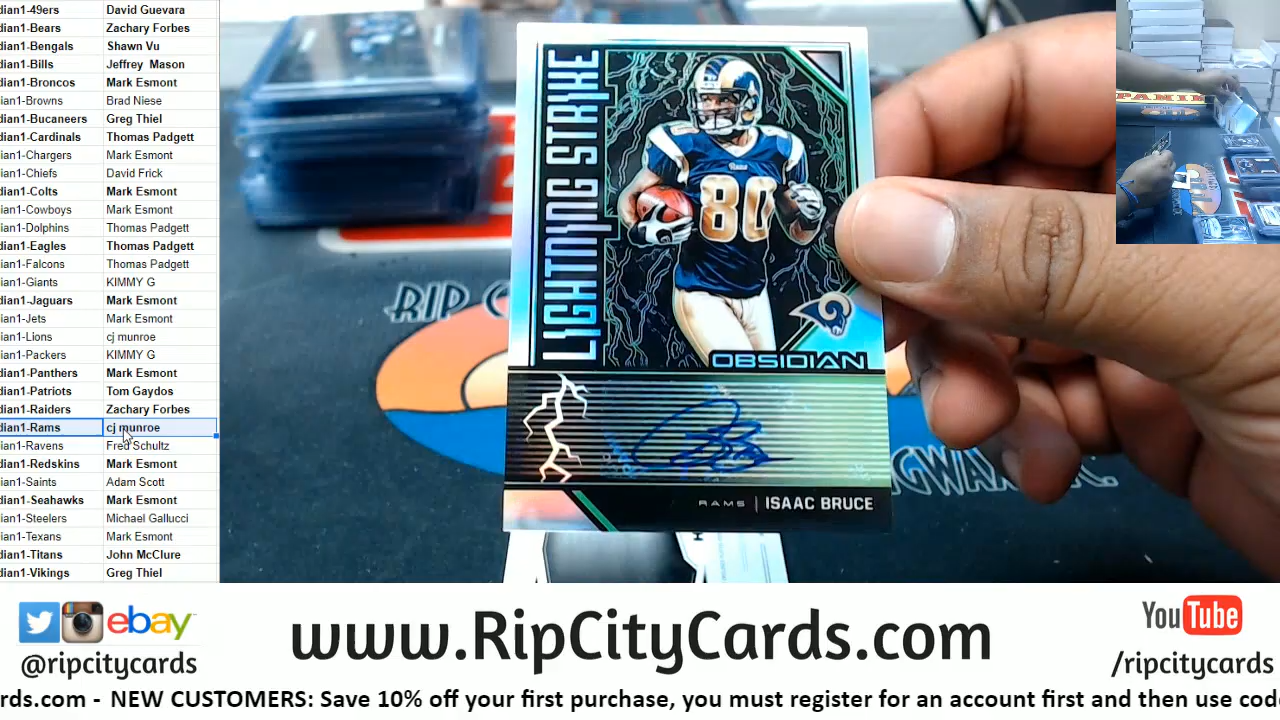 dian1-49ers David Guevara
dian1-Bears Zachary Forbes
dian1-Bengals Shawn Vu
dian1-Bills Jeffrey Mason
dian1-Broncos Mark Esmont
ian1-Browns Brad Niese
dian1-Bucaneers Greg Thiel
dian1-Cardinals Thomas Padgett
ian1-Chargers Mark Esmont
ian1-Chiefs David Frick
dian1-Colts Mark Esmont
ian1-Cowboys Mark Esmont
ian1-Dolphins Thomas Padgett
dian1-Eagles Thomas Padgett
ian1-Falcons Thomas Padgett
ian1-Giants KIMMY G
dian1-Jaguars Mark Esmont
ian1-Jets Mark Esmont
ian1-Lions cj munroe
ian1-Packers KIMMY G
dian1-Panthers Mark Esmont
dian1-Patriots Tom Gaydos
dian1-Raiders Zachary Forbes
dian1-Rams cj munroe
ian1-Ravens Fred Schultz
dian1-Redskins Mark Esmont
ian1-Saints Adam Scott
dian1-Seahawks Mark Esmont
ian1-Steelers Michael Gallucci
ian1-Texans Mark Esmont
dian1-Titans John McClure
dian1-Vikings Greg Thiel
LIGHTNING STRIKE
Rams
80
80
OBSIDIAN
RAMS | ISAAC BRUCE
RIP C
PANINI
ebay
@ripcitycards
www.RipCityCards.com
YouTube
/ripcitycards
rds.com - NEW CUSTOMERS: Save 10% off your first purchase, you must register for an account first and then use cod